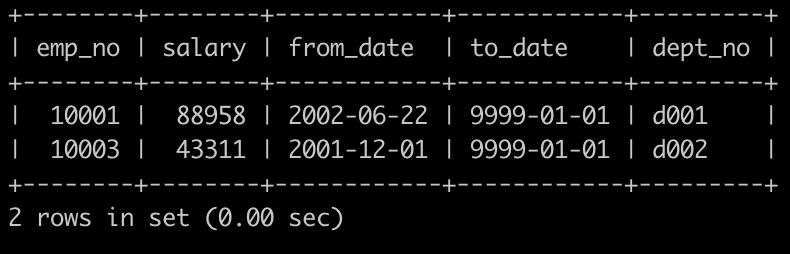 +--------+--------+------------+------------+---------+
| emp_no | salary | from_date  | to_date    | dept_no |
+--------+--------+------------+------------+---------+
|  10001 |  88958 | 2002-06-22 | 9999-01-01 | d001    |
|  10003 |  43311 | 2001-12-01 | 9999-01-01 | d002    |
+--------+--------+------------+------------+---------+
2 rows in set (0.00 sec)